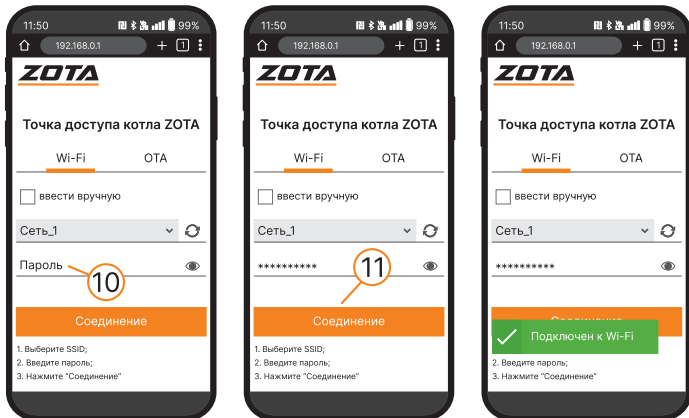 11:50 99%
192.168.0.1 1
ZOTA
Точка доступа котла ZOTA
Wi-Fi OTA
ввести вручную
Сеть_1
Пароль
10
Соединение
1. Выберите SSID;
2. Введите пароль;
3. Нажмите “Соединение”
11:50 99%
192.168.0.1 1
ZOTA
Точка доступа котла ZOTA
Wi-Fi OTA
ввести вручную
Сеть_1
**********
11
Соединение
1. Выберите SSID;
2. Введите пароль;
3. Нажмите “Соединение”
11:50 99%
192.168.0.1 1
ZOTA
Точка доступа котла ZOTA
Wi-Fi OTA
ввести вручную
Сеть_1
**********
Подключен к Wi-Fi
2. Введите пароль;
3. Нажмите “Соединение”